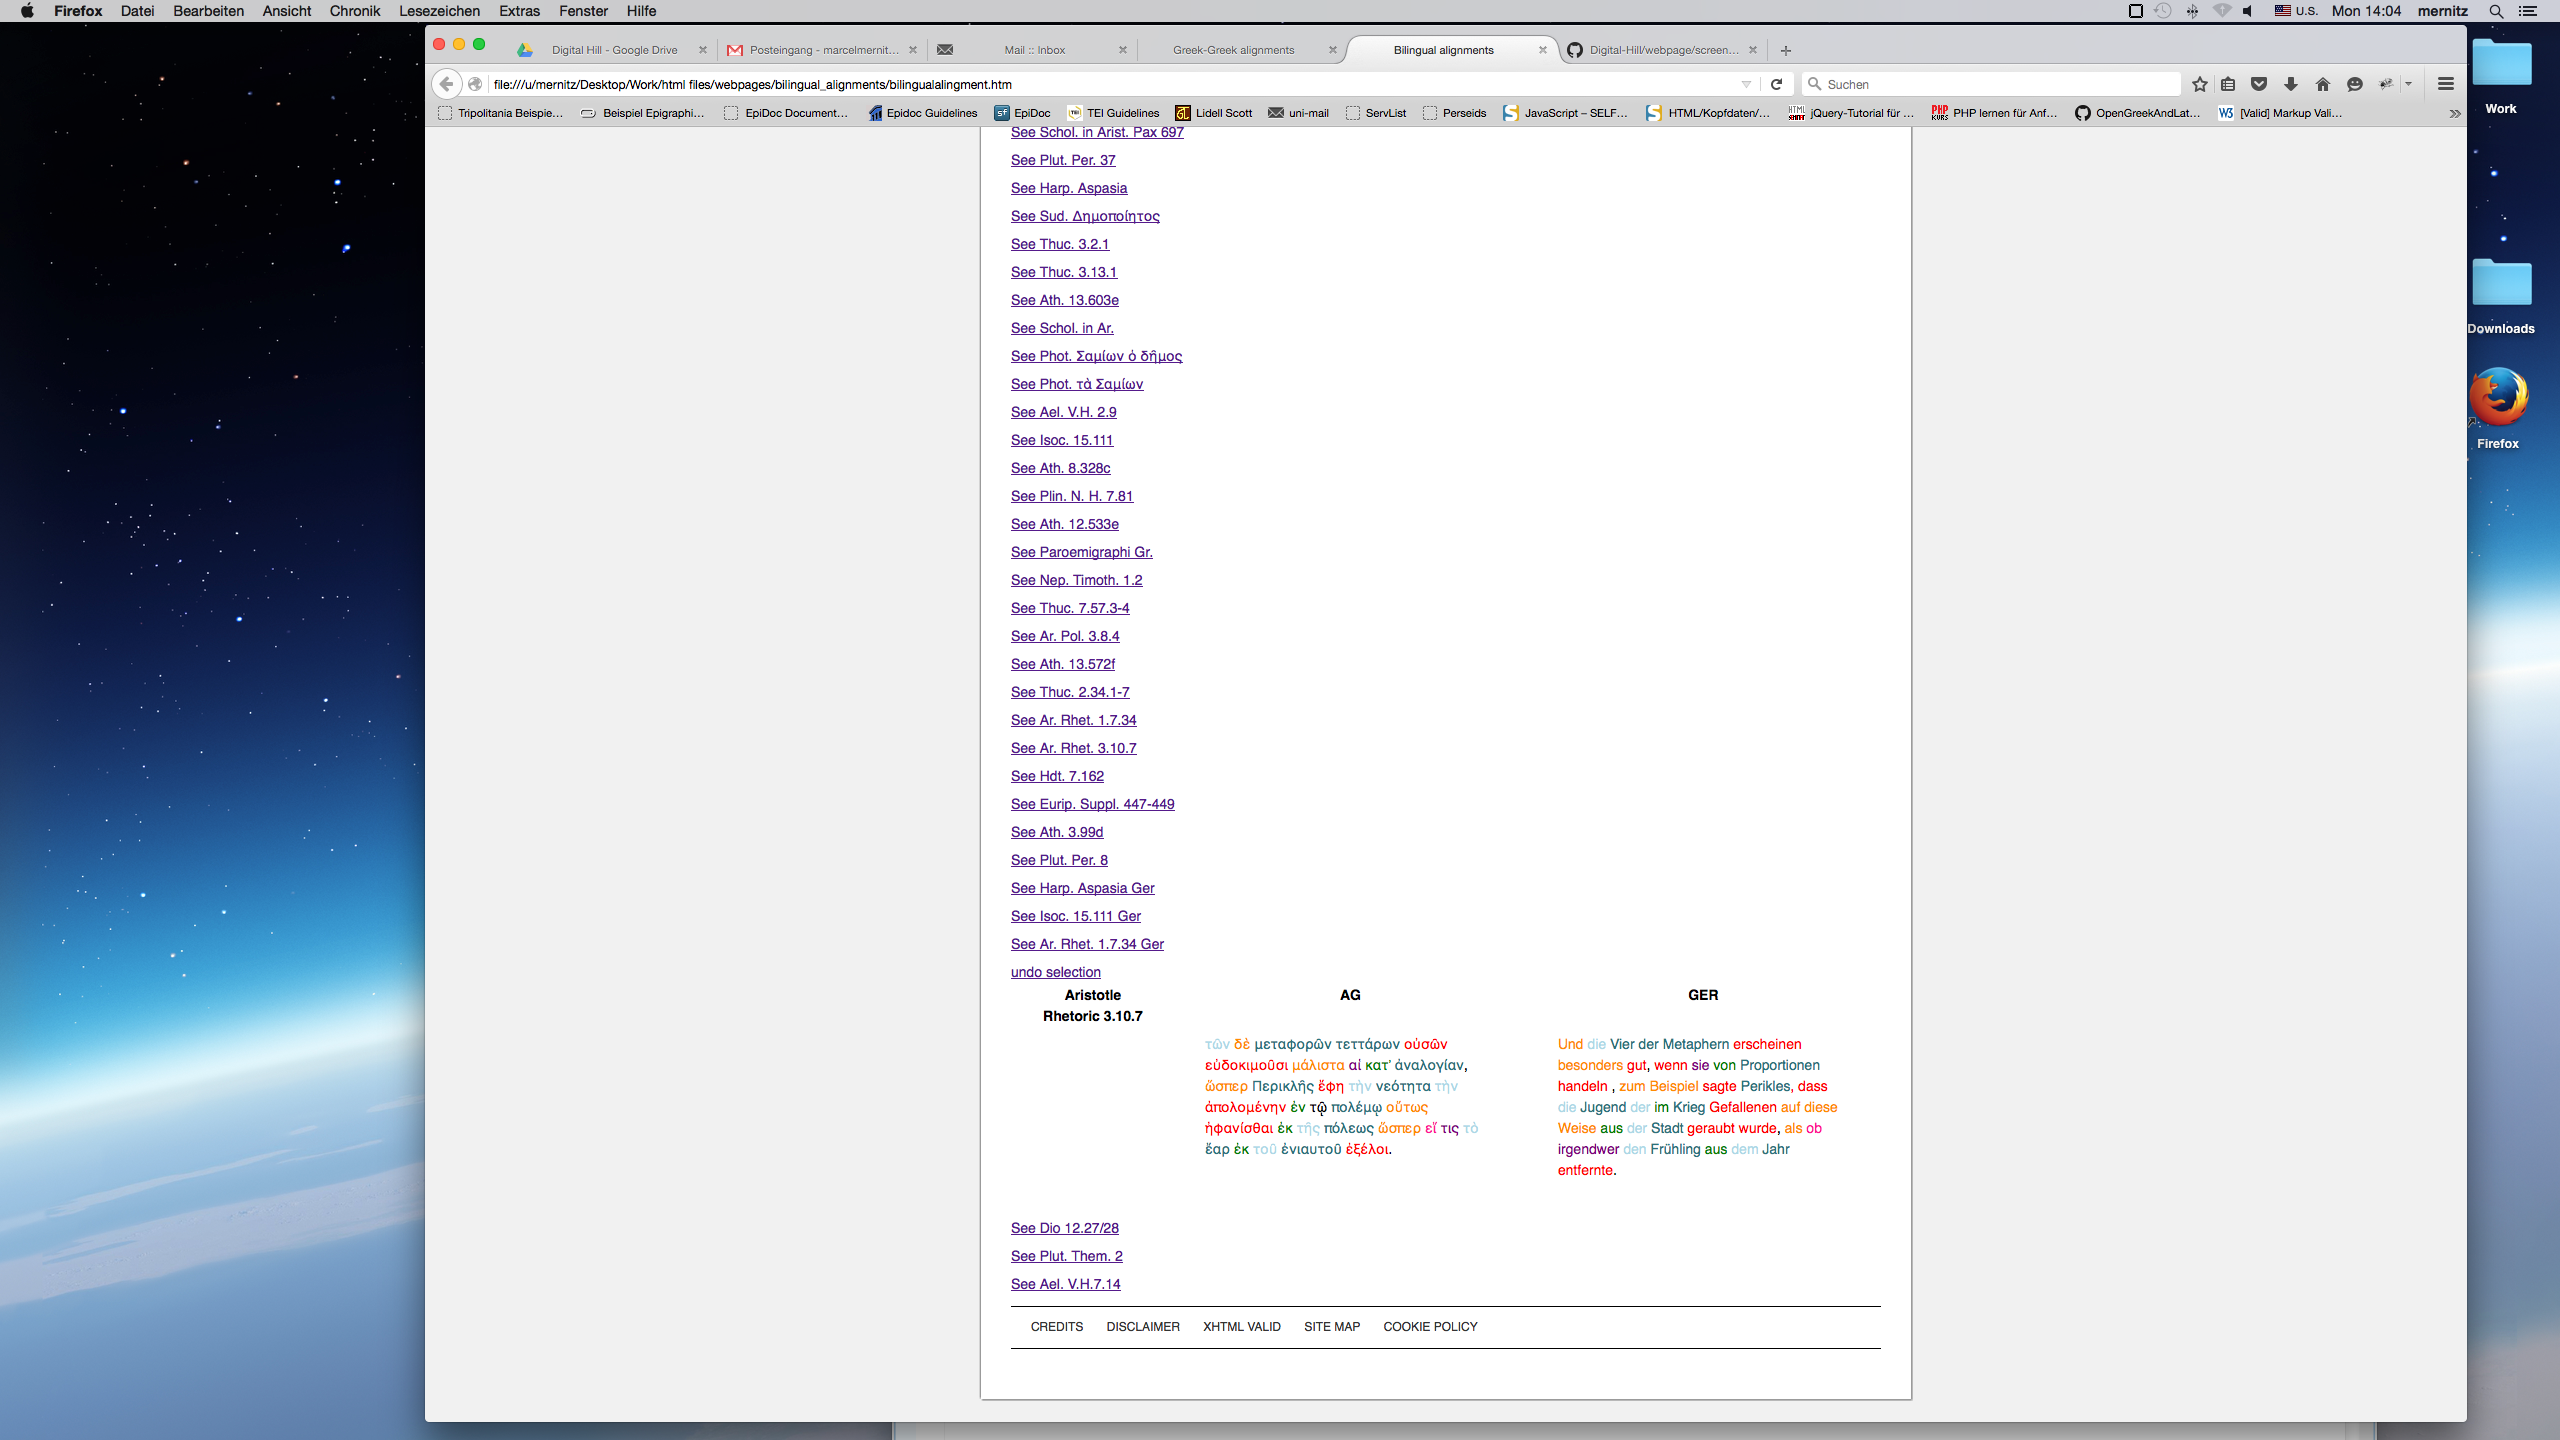 Firefox Datei Bearbeiten Ansicht Chronik Lesezeichen Extras Fenster Hilfe
U.S. Mon 14:04 mernitz
Digital Hill - Google Drive
Posteingang - marcelmernit…
Mail :: Inbox
Greek-Greek alignments
Bilingual alignments
Digital-Hill/webpage/screen…
file:///u/mernitz/Desktop/Work/html files/webpages/bilingual_alignments/bilingualalingment.htm
Suchen
Tripolitania Beispie…
Beispiel Epigraphi…
EpiDoc Document…
Epidoc Guidelines
EpiDoc
TEI Guidelines
Lidell Scott
uni-mail
ServList
Perseids
JavaScript – SELF…
HTML/Kopfdaten/…
jQuery-Tutorial für …
PHP lernen für Anf…
OpenGreekAndLat…
[Valid] Markup Vali…
Work
Downloads
Firefox
See Schol. in Arist. Pax 697
See Plut. Per. 37
See Harp. Aspasia
See Sud. Δημοποίητος
See Thuc. 3.2.1
See Thuc. 3.13.1
See Ath. 13.603e
See Schol. in Ar.
See Phot. Σαμίων ὁ δῆμος
See Phot. τὰ Σαμίων
See Ael. V.H. 2.9
See Isoc. 15.111
See Ath. 8.328c
See Plin. N. H. 7.81
See Ath. 12.533e
See Paroemigraphi Gr.
See Nep. Timoth. 1.2
See Thuc. 7.57.3-4
See Ar. Pol. 3.8.4
See Ath. 13.572f
See Thuc. 2.34.1-7
See Ar. Rhet. 1.7.34
See Ar. Rhet. 3.10.7
See Hdt. 7.162
See Eurip. Suppl. 447-449
See Ath. 3.99d
See Plut. Per. 8
See Harp. Aspasia Ger
See Isoc. 15.111 Ger
See Ar. Rhet. 1.7.34 Ger
undo selection
Aristotle
Rhetoric 3.10.7
AG
τῶν δὲ μεταφορῶν τεττάρων οὐσῶν
εὐδοκιμοῦσι μάλιστα αἱ κατ' ἀναλογίαν,
ὥσπερ Περικλῆς ἔφη τὴν νεότητα τὴν
ἀπολομένην ἐν τῷ πολέμῳ οὕτως
ἠφανίσθαι ἐκ τῆς πόλεως ὥσπερ εἴ τις τὸ
ἔαρ ἐκ τοῦ ἐνιαυτοῦ ἐξέλοι.
GER
Und die Vier der Metaphern erscheinen
besonders gut, wenn sie von Proportionen
handeln , zum Beispiel sagte Perikles, dass
die Jugend der im Krieg Gefallenen auf diese
Weise aus der Stadt geraubt wurde, als ob
irgendwer den Frühling aus dem Jahr
entfernte.
See Dio 12.27/28
See Plut. Them. 2
See Ael. V.H.7.14
CREDITS DISCLAIMER XHTML VALID SITE MAP COOKIE POLICY